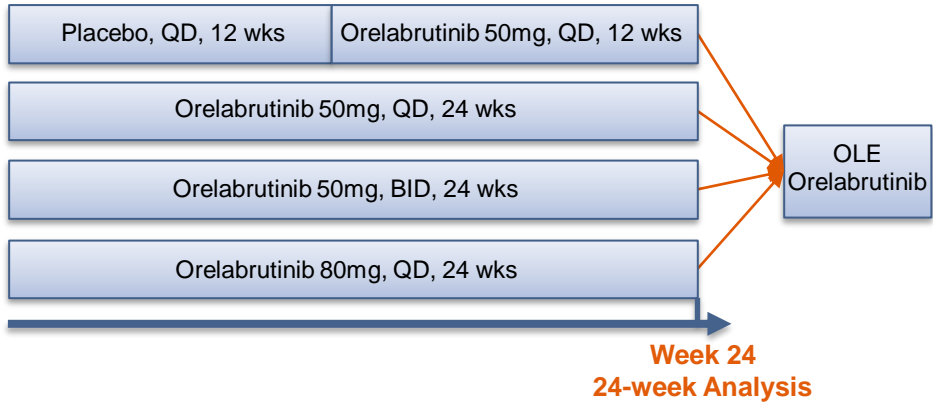 Placebo, QD, 12 wks
Orelabrutinib 50mg, QD, 12 wks
Orelabrutinib 50mg, QD, 24 wks
Orelabrutinib 50mg, BID, 24 wks
Orelabrutinib 80mg, QD, 24 wks
OLE
Orelabrutinib
Week 24
24-week Analysis